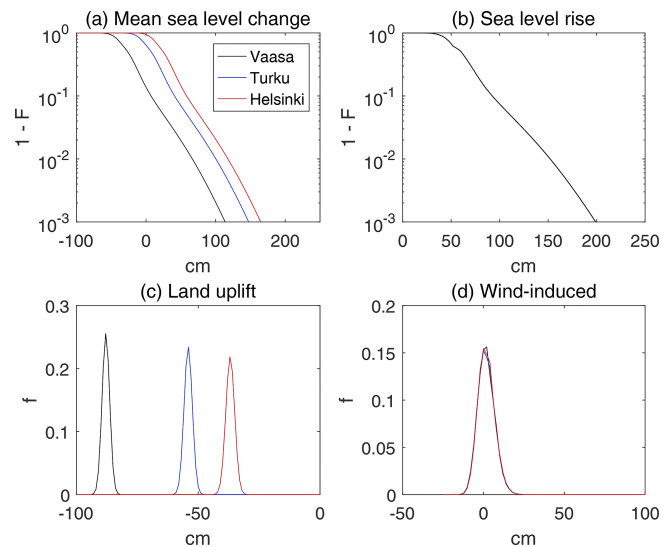 (a) Mean sea level change
10^0
10^-1
10^-2
10^-3
1 - F
Vaasa
Turku
Helsinki
-100 0 100 200
cm
(b) Sea level rise
10^0
10^-1
10^-2
10^-3
1 - F
0 50 100 150 200 250
cm
(c) Land uplift
0.3
0.2
0.1
0
f
-100 -50 0
cm
(d) Wind-induced
0.2
0.15
0.1
0.05
0
f
-50 0 50 100
cm